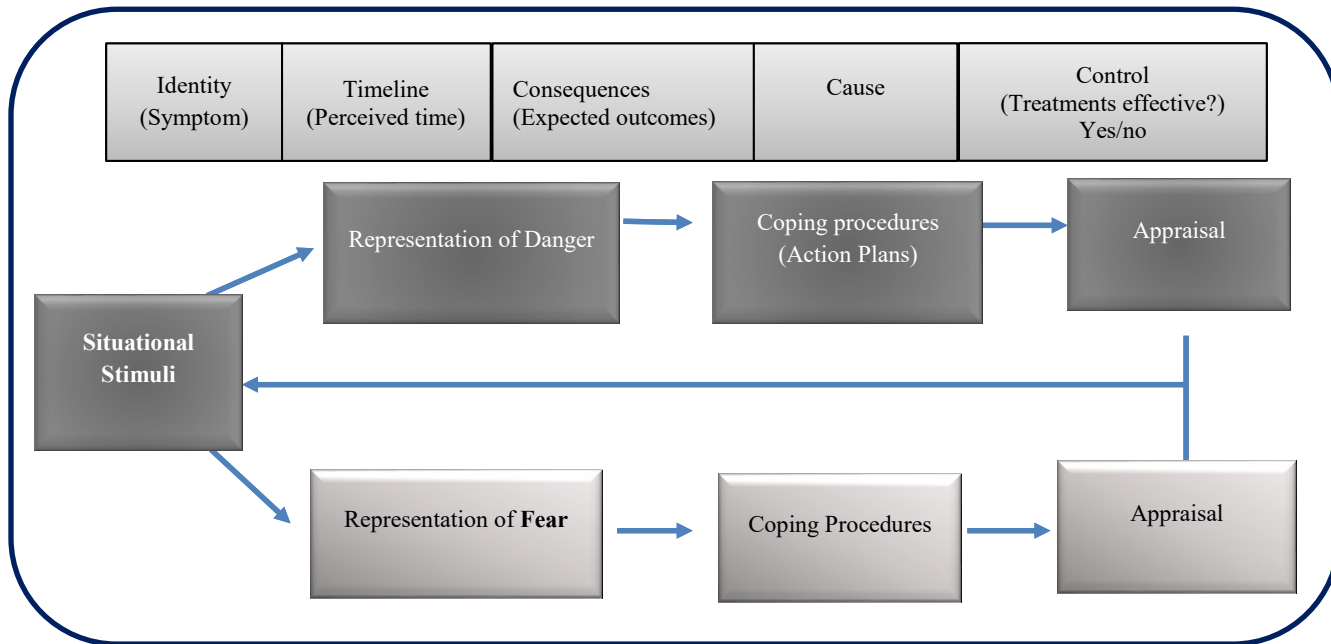 Identity
(Symptom)
Timeline
(Perceived time)
Consequences
(Expected outcomes)
Cause
Control
(Treatments effective?)
Yes/no
Representation of Danger
Coping procedures
(Action Plans)
Appraisal
Situational
Stimuli
Representation of Fear
Coping Procedures
Appraisal